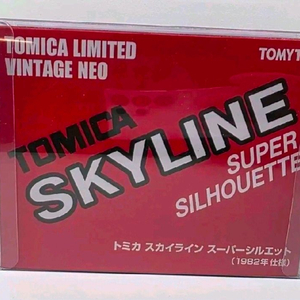 TOMICA LIMITED
VINTAGE NEO
TOMYT
TOMICA
SKYLINE
SUPER
SILHOUETTE
トミカ スカイライン スーパーシルエット
(1982年仕様)